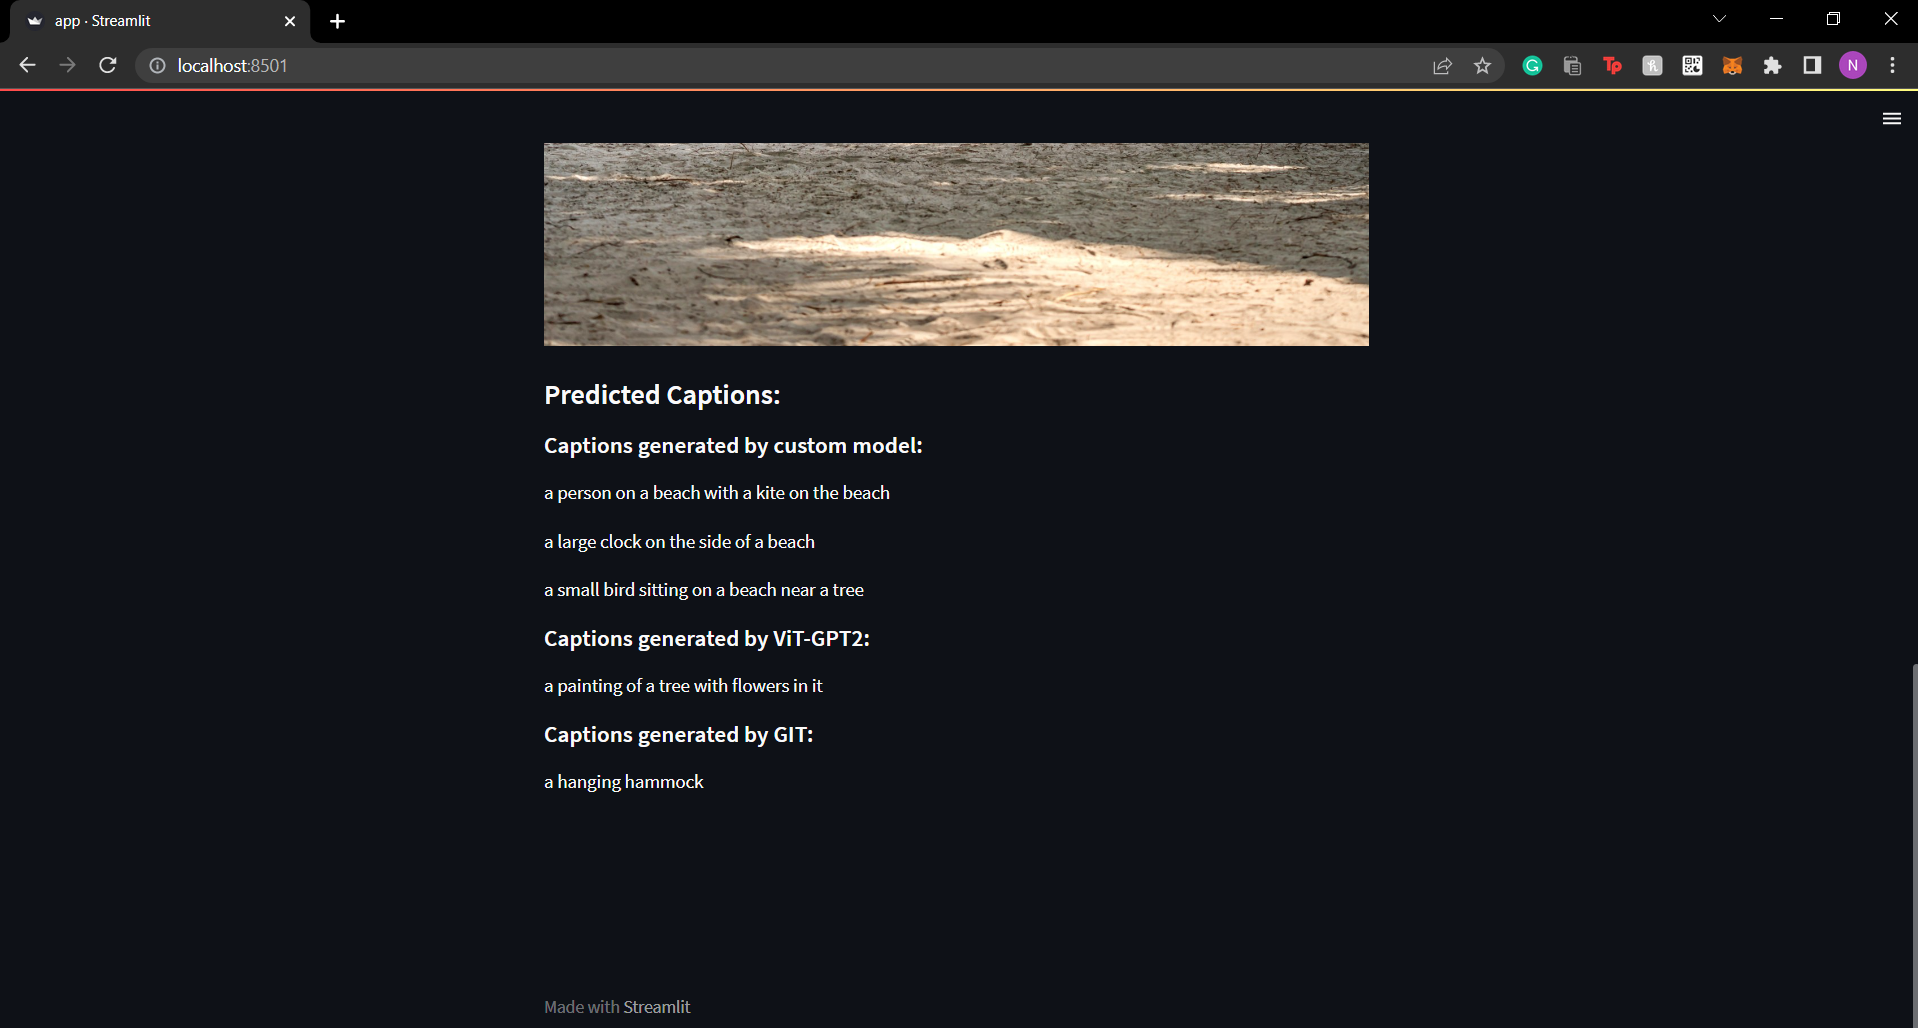 app · Streamlit
localhost:8501
Tp
N
Predicted Captions:
Captions generated by custom model:
a person on a beach with a kite on the beach
a large clock on the side of a beach
a small bird sitting on a beach near a tree
Captions generated by ViT-GPT2:
a painting of a tree with flowers in it
Captions generated by GIT:
a hanging hammock
Made with Streamlit